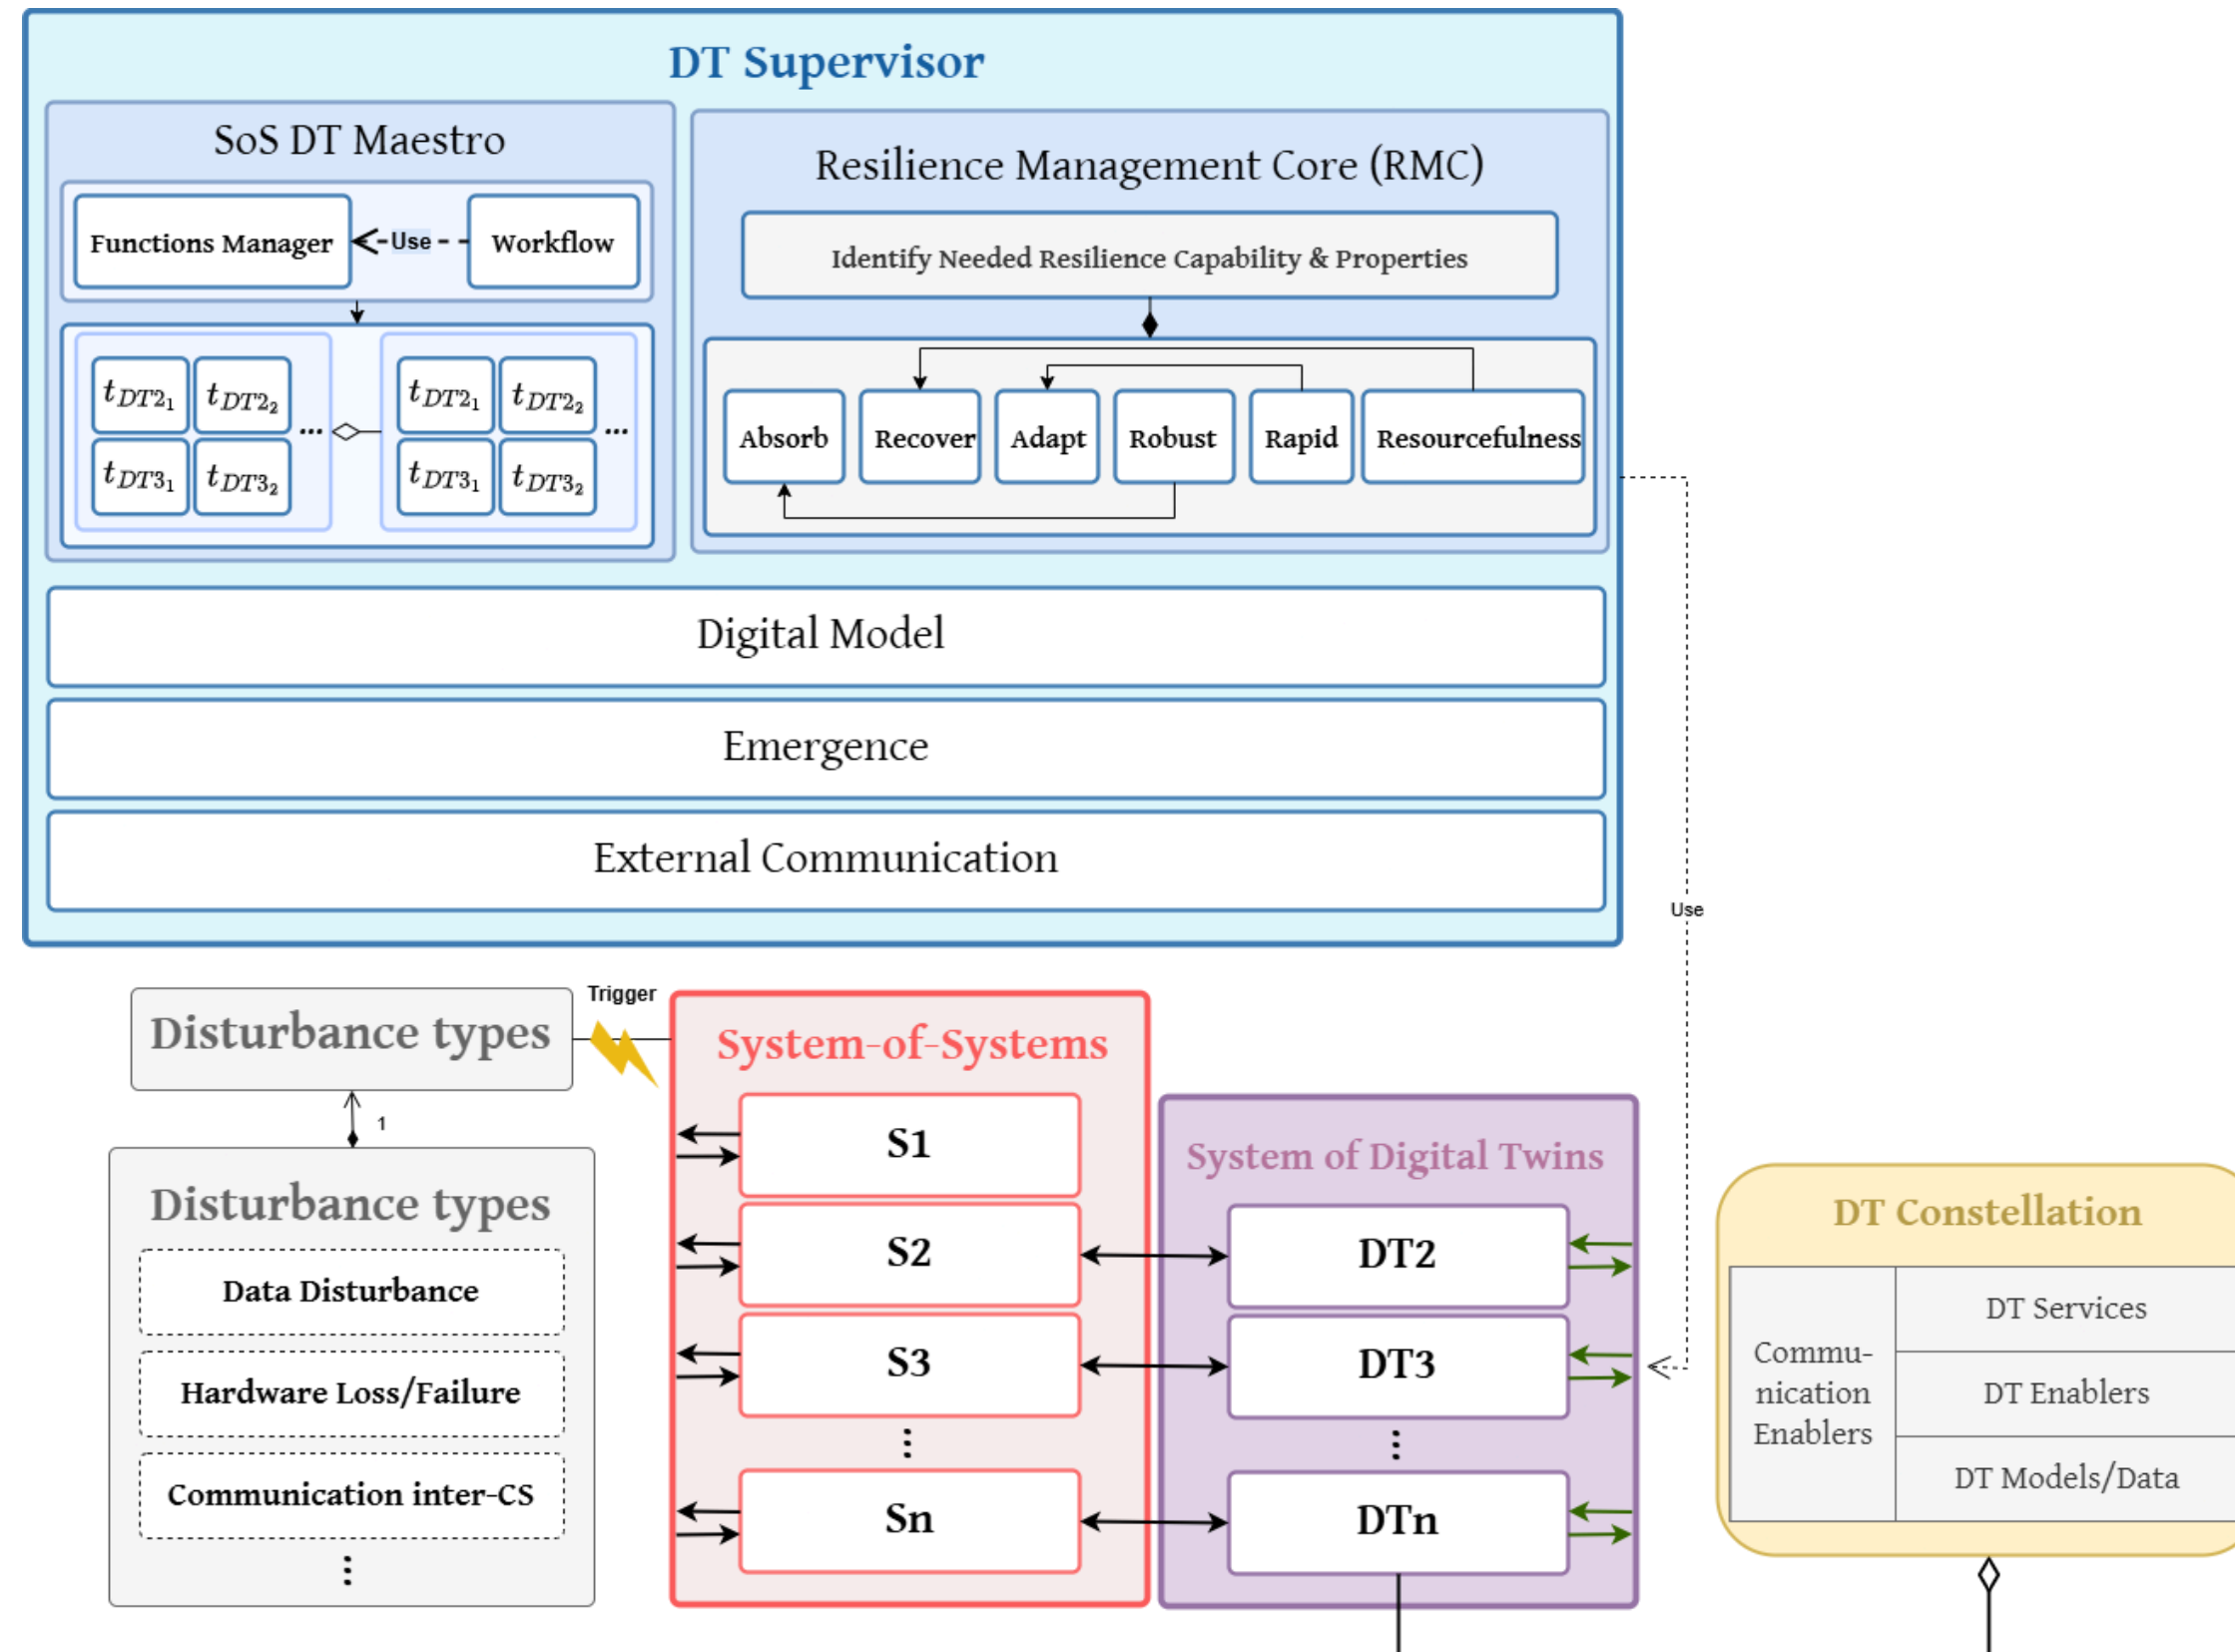 DT Supervisor
SoS DT Maestro
Functions Manager
Use
Workflow
tDT2₁
tDT2₂
tDT3₁
tDT3₂
...
tDT2₁
tDT2₂
tDT3₁
tDT3₂
...
Resilience Management Core (RMC)
Identify Needed Resilience Capability & Properties
Absorb
Recover
Adapt
Robust
Rapid
Resourcefulness
Digital Model
Emergence
External Communication
Use
Disturbance types
Trigger
1
Disturbance types
Data Disturbance
Hardware Loss/Failure
Communication inter-CS
⋮
System-of-Systems
S1
S2
S3
⋮
Sn
System of Digital Twins
DT2
DT3
⋮
DTn
DT Constellation
Commu-
nication
Enablers
DT Services
DT Enablers
DT Models/Data